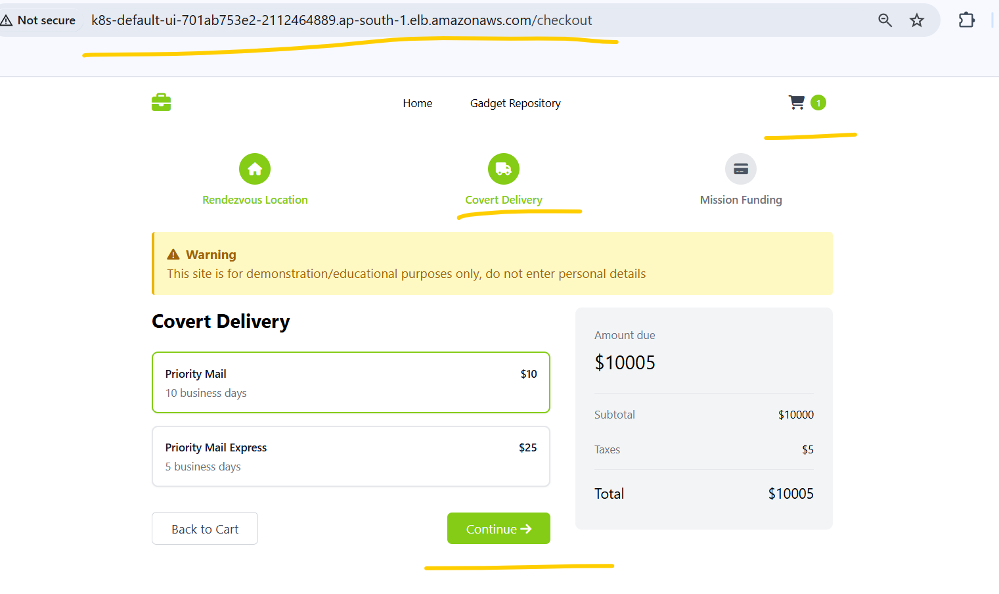 Not secure k8s-default-ui-701ab753e2-2112464889.ap-south-1.elb.amazonaws.com/checkout
Home Gadget Repository 1
Rendezvous Location Covert Delivery Mission Funding
Warning
This site is for demonstration/educational purposes only, do not enter personal details
Covert Delivery
Priority Mail $10
10 business days
Priority Mail Express $25
5 business days
Back to Cart Continue
Amount due
$10005
Subtotal $10000
Taxes $5
Total $10005